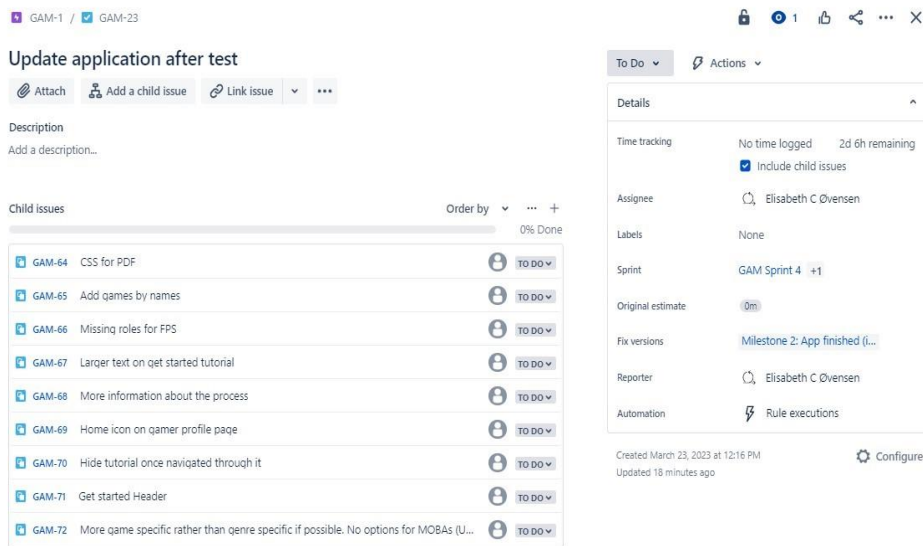 GAM-1 / GAM-23
1
Update application after test
Attach Add a child issue Link issue
Description
Add a description...
Child issues Order by
0% Done
GAM-64 CSS for PDF TO DO
GAM-65 Add games by names TO DO
GAM-66 Missing roles for FPS TO DO
GAM-67 Larger text on get started tutorial TO DO
GAM-68 More information about the process TO DO
GAM-69 Home icon on gamer profile page TO DO
GAM-70 Hide tutorial once navigated through it TO DO
GAM-71 Get started Header TO DO
GAM-72 More game specific rather than genre specific if possible. No options for MOBAs (U... TO DO
To Do Actions
Details
Time tracking No time logged 2d 6h remaining
Include child issues
Assignee Elisabeth C Øvensen
Labels None
Sprint GAM Sprint 4 +1
Original estimate 0m
Fix versions Milestone 2: App finished (i...
Reporter Elisabeth C Øvensen
Automation Rule executions
Created March 23, 2023 at 12:16 PM Configure
Updated 18 minutes ago